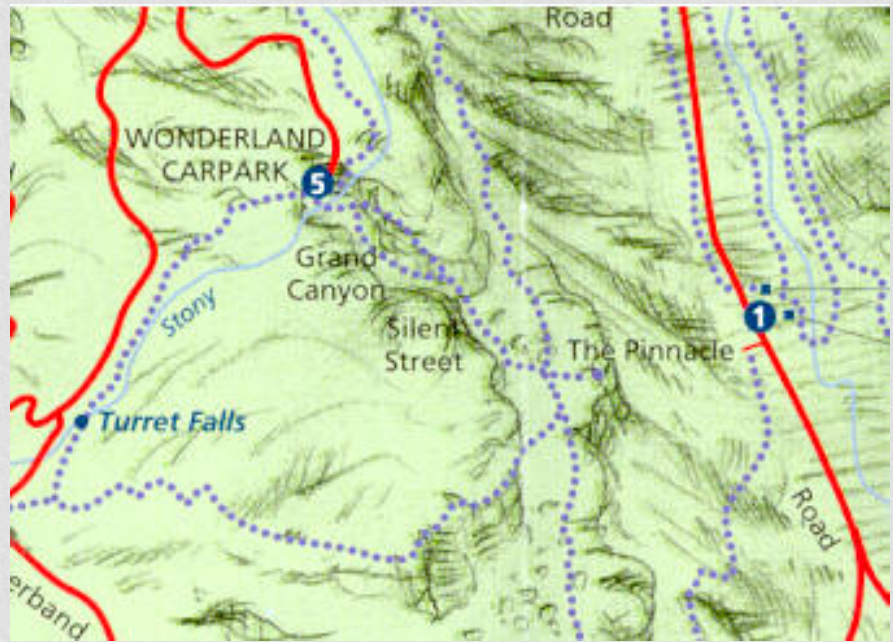 Road
WONDERLAND
CARPARK
5
Grand
Canyon
Stony
Silent
Street
The Pinnacle
1
Turret Falls
Road
erband